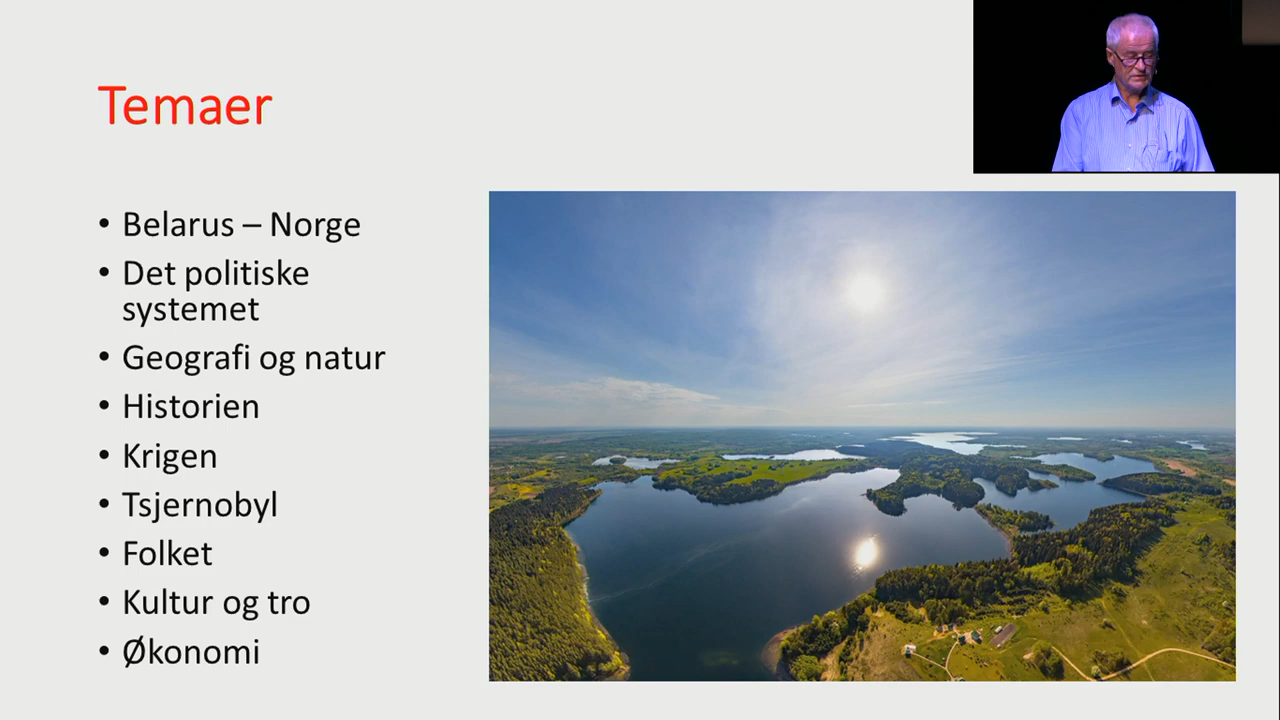 Temaer
• Belarus – Norge
• Det politiske
systemet
• Geografi og natur
• Historien
• Krigen
• Tsjernobyl
• Folket
• Kultur og tro
• Økonomi